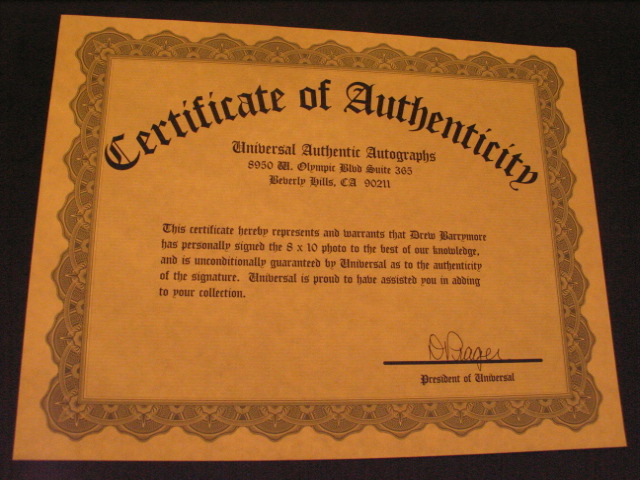 Certificate of Authenticity
Universal Authentic Autographs
8950 W. Olympic Blvd Suite 365
Beverly Hills, CA 90211
This certificate hereby represents and warrants that Drew Barrymore
has personally signed the 8 x 10 photo to the best of our knowledge,
and is unconditionally guaranteed by Universal as to the authenticity
of the signature. Universal is proud to have assisted you in adding
to your collection.
President of Universal